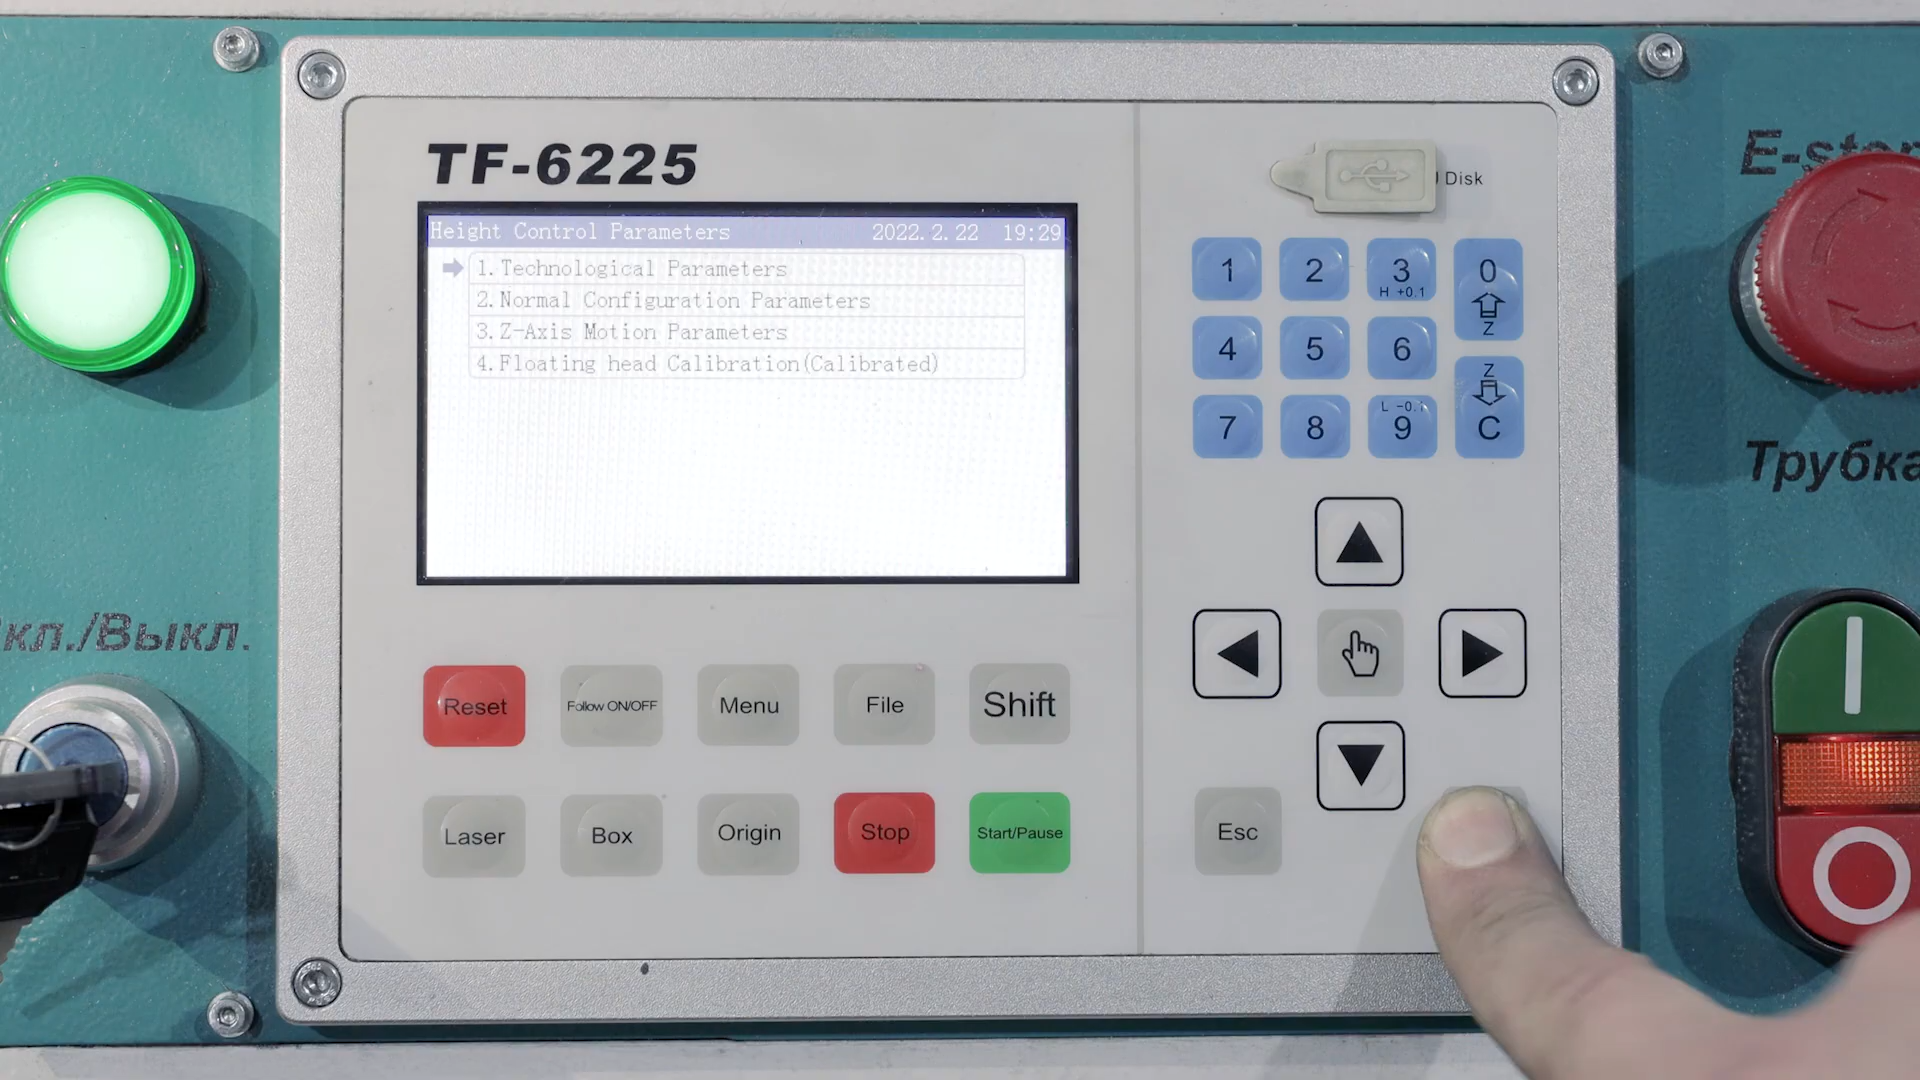 TF-6225
Height Control Parameters 2022.2.22 19:29
1.Technological Parameters
2.Normal Configuration Parameters
3.Z-Axis Motion Parameters
4.Floating head Calibration(Calibrated)
Disk
1 2 3 0
H +0.1
Z
4 5 6
Z
L -0.1
7 8 9 C
Reset Follow ON/OFF Menu File Shift
Laser Box Origin Stop Start/Pause
Esc
E-stop
Трубка
кл./Выкл.